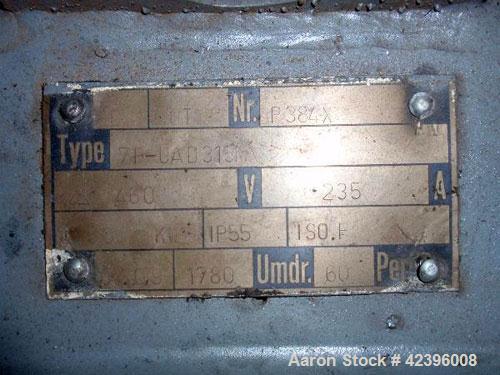 Nr. P384X
Type
460 V 235 A
IP55 ISO.F
1780 Umdr. 60 Per
Aaron Stock # 42396008